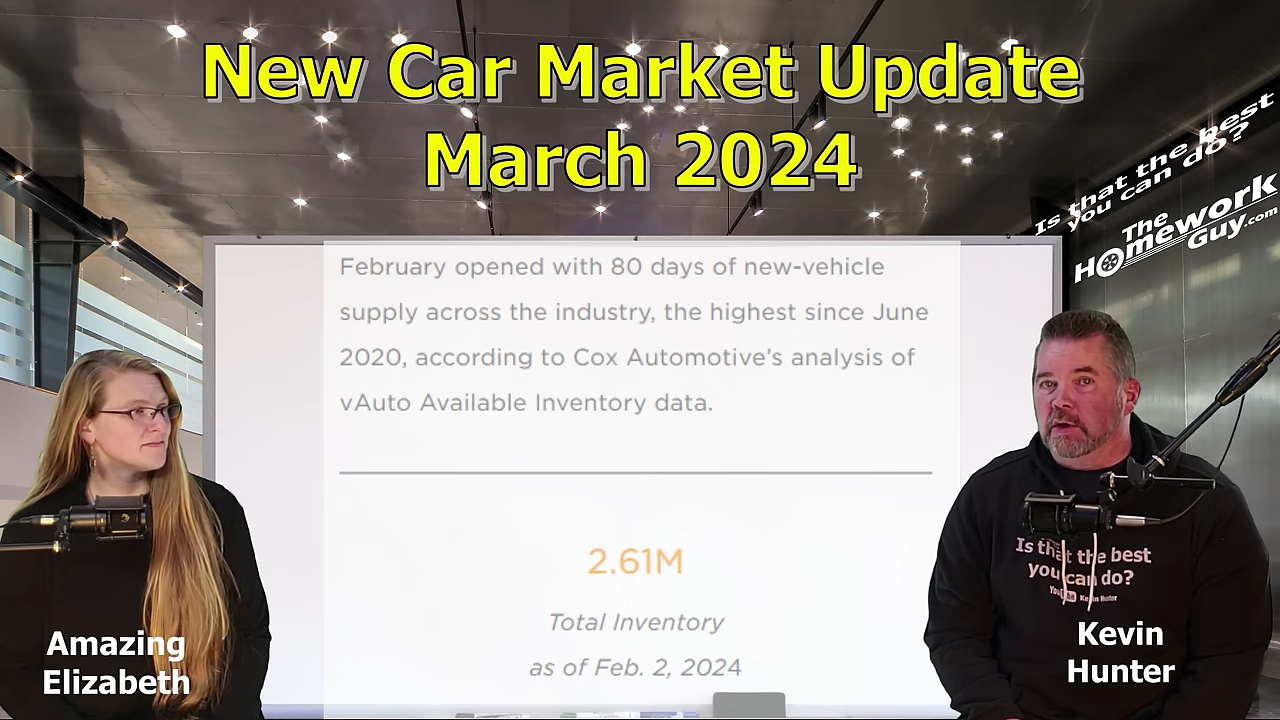 New Car Market Update
March 2024
Is that the best
you can do?
The
Homework
Guy.com
February opened with 80 days of new-vehicle
supply across the industry, the highest since June
2020, according to Cox Automotive's analysis of
vAuto Available Inventory data.
2.61M
Total Inventory
as of Feb. 2, 2024
Is that the best
you can do?
YouTube Kevin Hunter
Amazing
Elizabeth
Kevin
Hunter